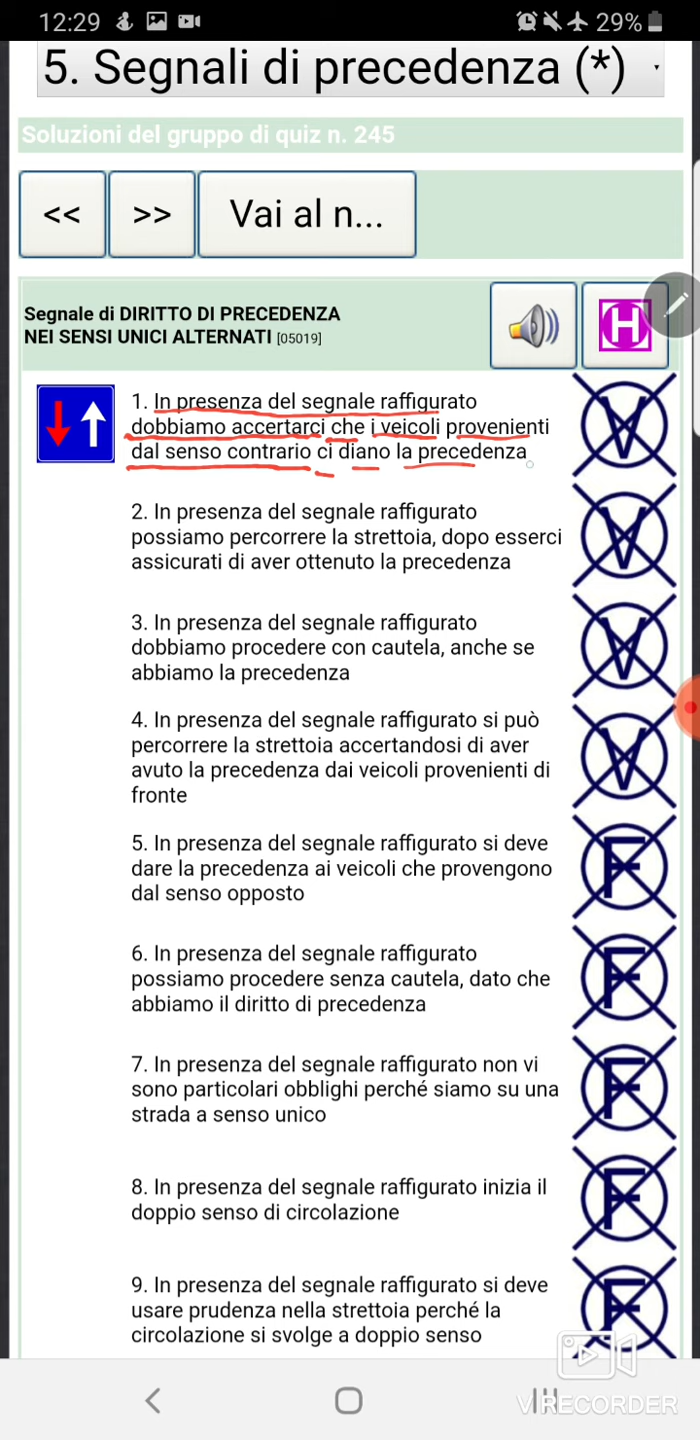 12:29
29%
5. Segnali di precedenza (*)
Soluzioni del gruppo di quiz n. 245
<< >> Vai al n...
Segnale di DIRITTO DI PRECEDENZA
NEI SENSI UNICI ALTERNATI [05019]
H
1. In presenza del segnale raffigurato
dobbiamo accertarci che i veicoli provenienti
dal senso contrario ci diano la precedenza
V
2. In presenza del segnale raffigurato
possiamo percorrere la strettoia, dopo esserci
assicurati di aver ottenuto la precedenza
V
3. In presenza del segnale raffigurato
dobbiamo procedere con cautela, anche se
abbiamo la precedenza
V
4. In presenza del segnale raffigurato si può
percorrere la strettoia accertandosi di aver
avuto la precedenza dai veicoli provenienti di
fronte
V
5. In presenza del segnale raffigurato si deve
dare la precedenza ai veicoli che provengono
dal senso opposto
F
6. In presenza del segnale raffigurato
possiamo procedere senza cautela, dato che
abbiamo il diritto di precedenza
F
7. In presenza del segnale raffigurato non vi
sono particolari obblighi perché siamo su una
strada a senso unico
F
8. In presenza del segnale raffigurato inizia il
doppio senso di circolazione
F
9. In presenza del segnale raffigurato si deve
usare prudenza nella strettoia perché la
circolazione si svolge a doppio senso
F
VIRECORDER